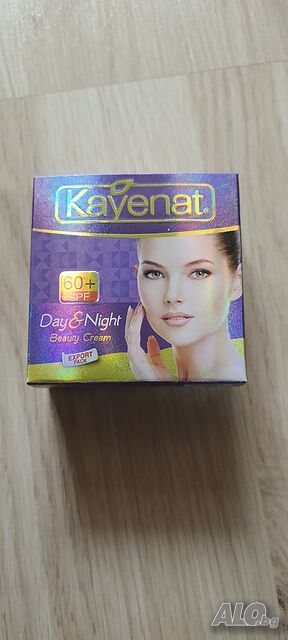 Kayenat®
60+
SPF
Day & Night
Beauty Cream
EXPORT
PACK
ALO.bg